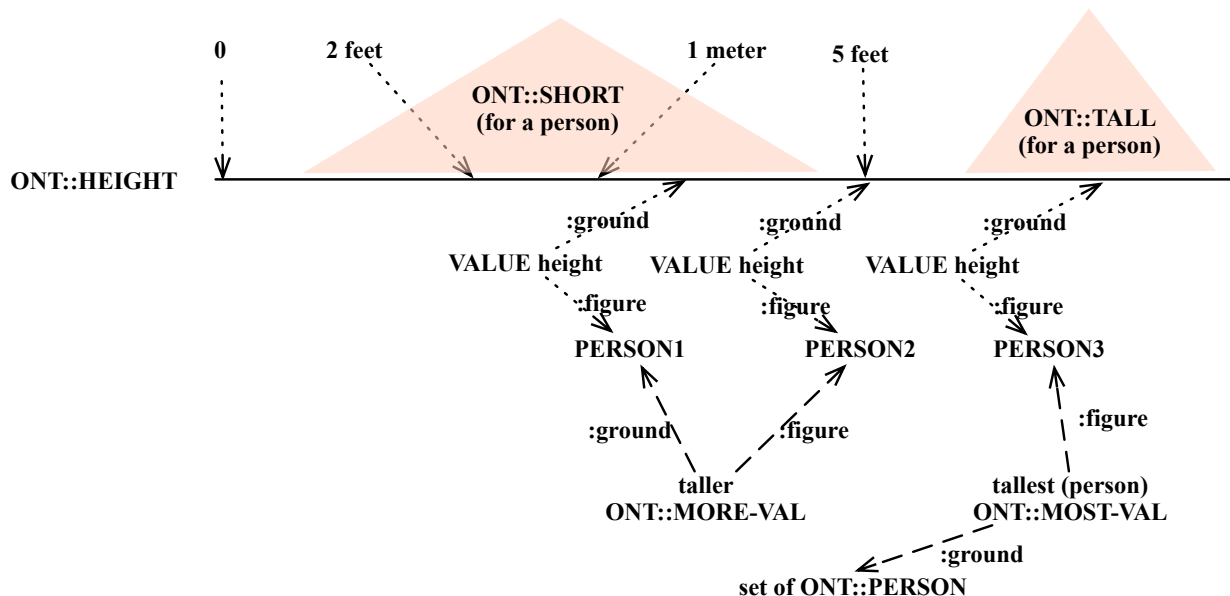 0
2 feet
1 meter
5 feet
ONT::SHORT
(for a person)
ONT::TALL
(for a person)
ONT::HEIGHT
:ground
:ground
:ground
VALUE height
VALUE height
VALUE height
:figure
:figure
:figure
PERSON1
PERSON2
PERSON3
:ground
:figure
:figure
taller
ONT::MORE-VAL
tallest (person)
ONT::MOST-VAL
:ground
set of ONT::PERSON